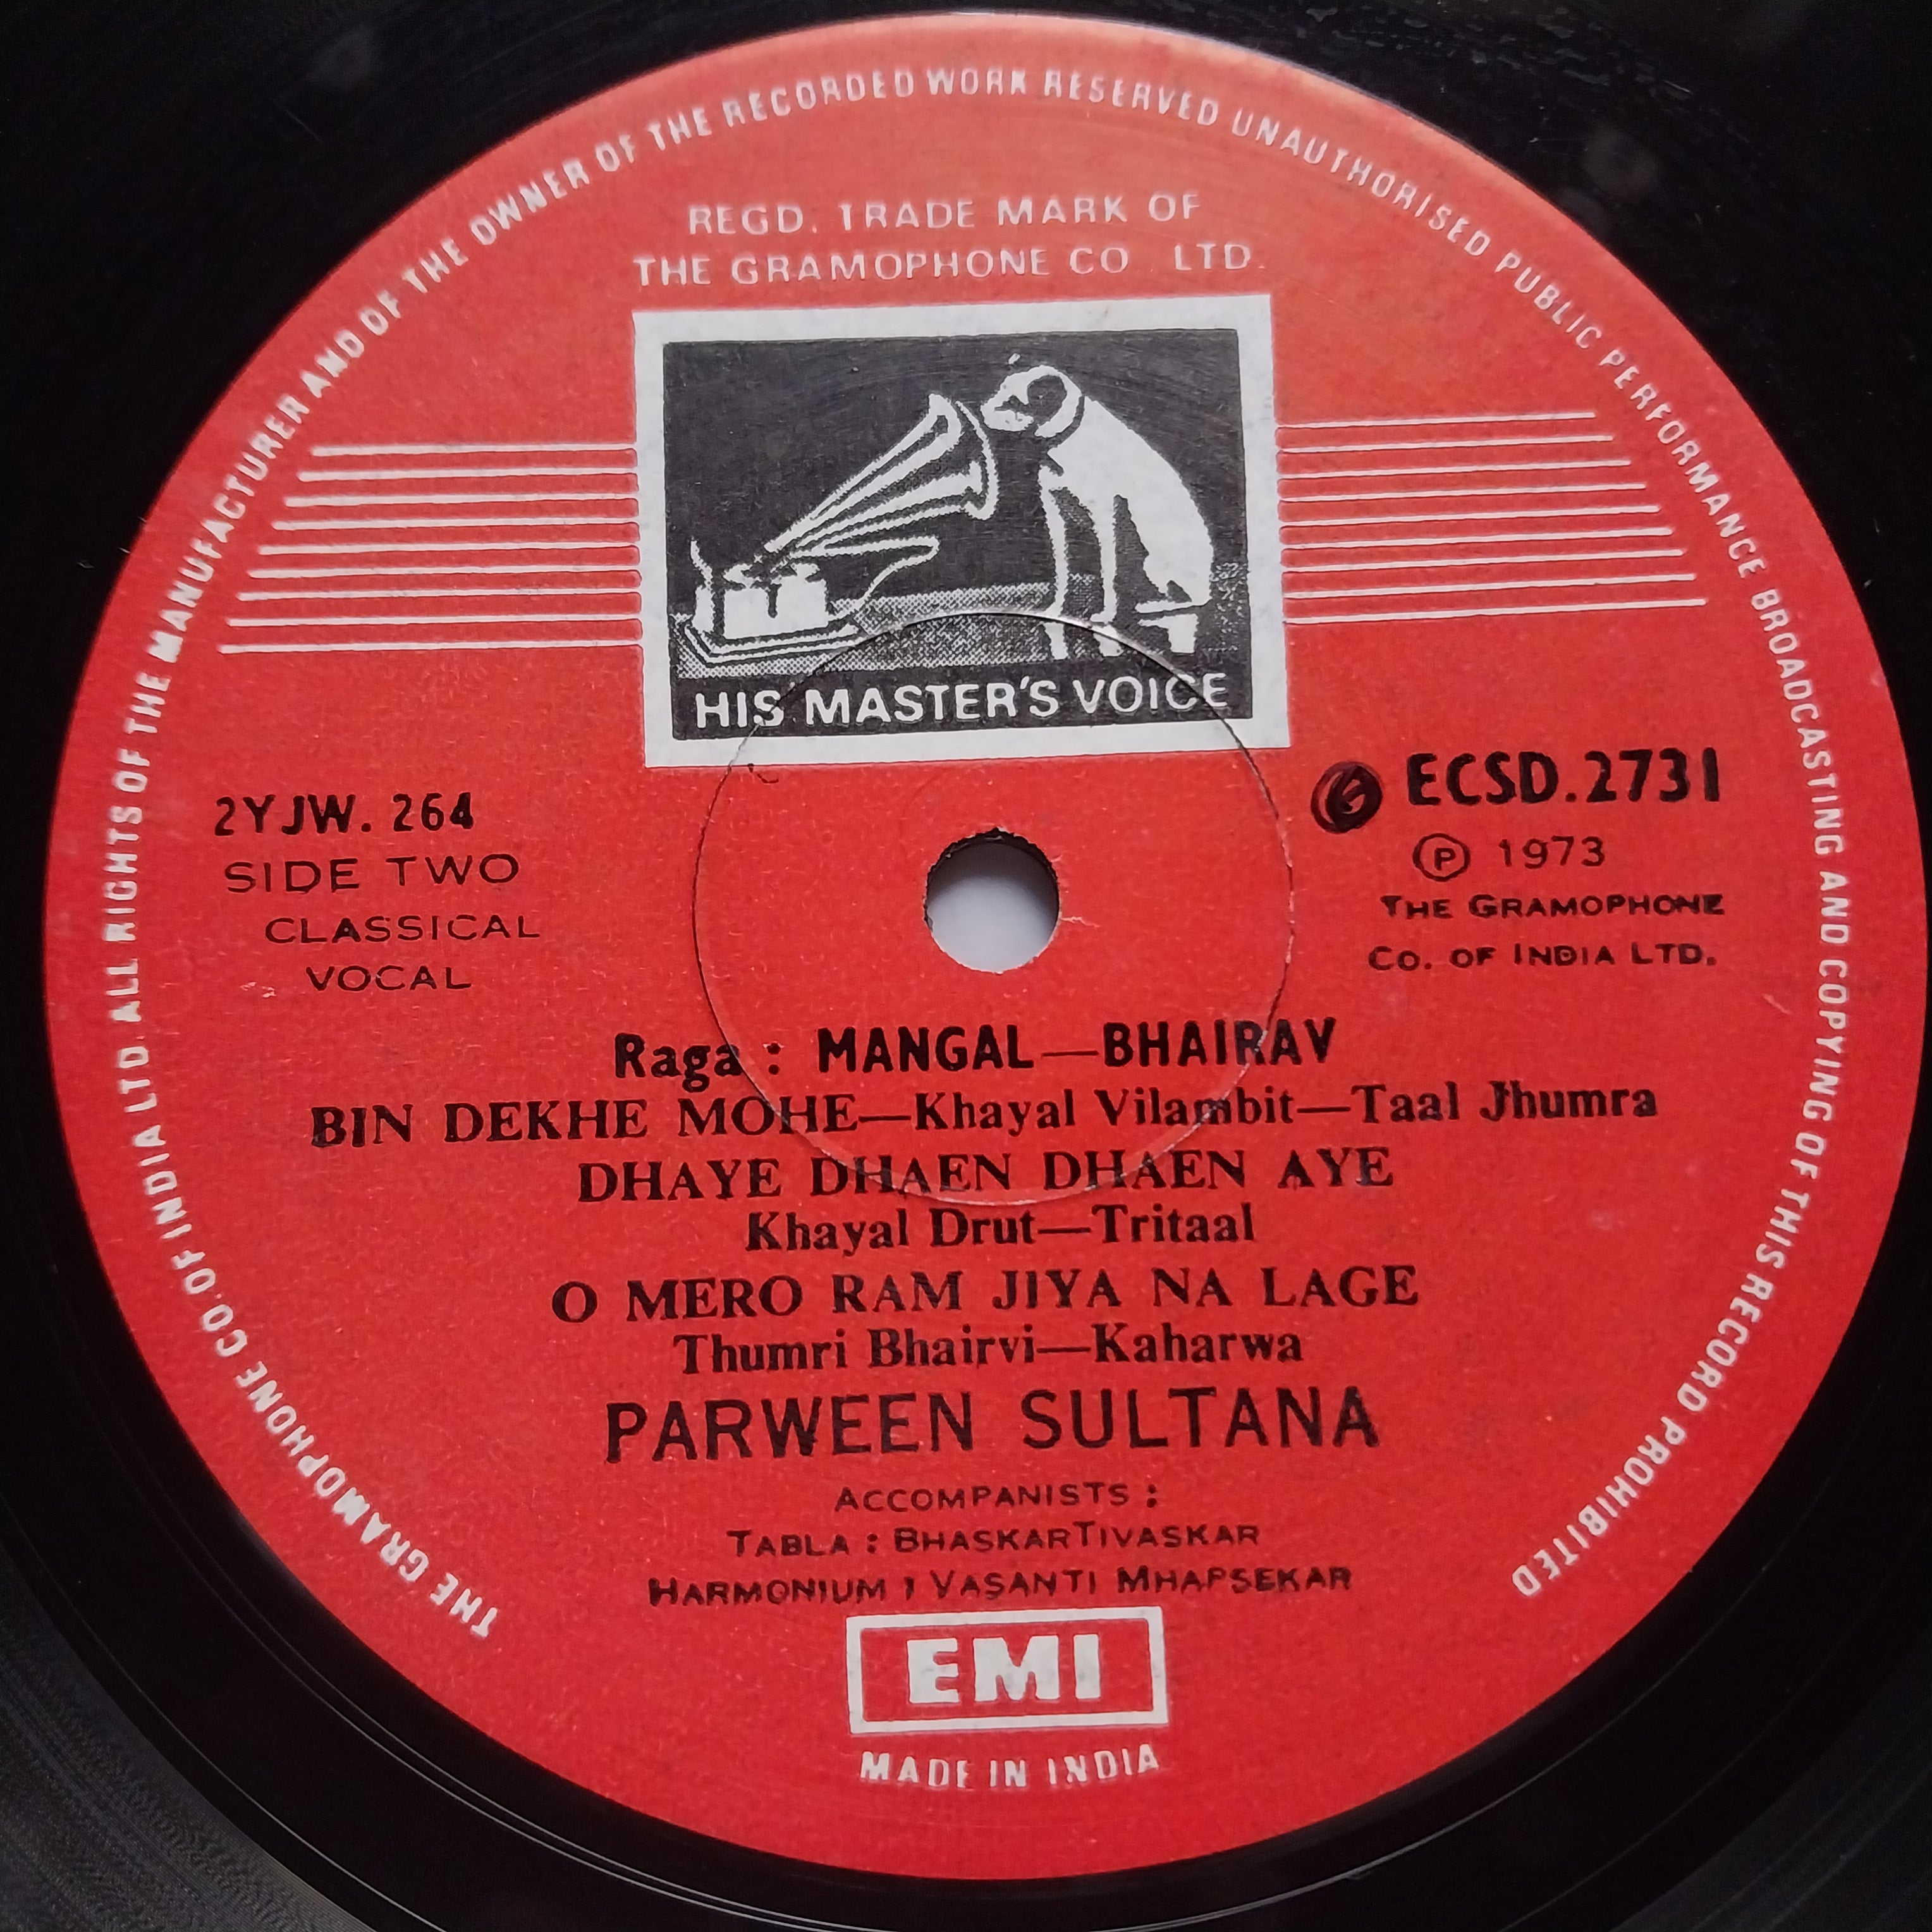 THE GRAMOPHONE CO. OF INDIA LTD. ALL RIGHTS OF THE MANUFACTURER AND OF THE OWNER OF THE RECORDED WORK RESERVED UNAUTHORISED PUBLIC PERFORMANCE BROADCASTING AND COPYING OF THIS RECORD PROHIBITED
REGD. TRADE MARK OF
THE GRAMOPHONE CO LTD.
HIS MASTER'S VOICE
2YJW. 264
SIDE TWO
CLASSICAL
VOCAL
ECSD.2731
Ⓟ 1973
THE GRAMOPHONE
CO. OF INDIA LTD.
Raga : MANGAL—BHAIRAV
BIN DEKHE MOHE—Khayal Vilambit—Taal Jhumra
DHAYE DHAEN DHAEN AYE
Khayal Drut—Tritaal
O MERO RAM JIYA NA LAGE
Thumri Bhairvi—Kaharwa
PARWEEN SULTANA
ACCOMPANISTS :
TABLA : BHASKAR TIVASKAR
HARMONIUM : VASANTI MHAPSEKAR
EMI
MADE IN INDIA